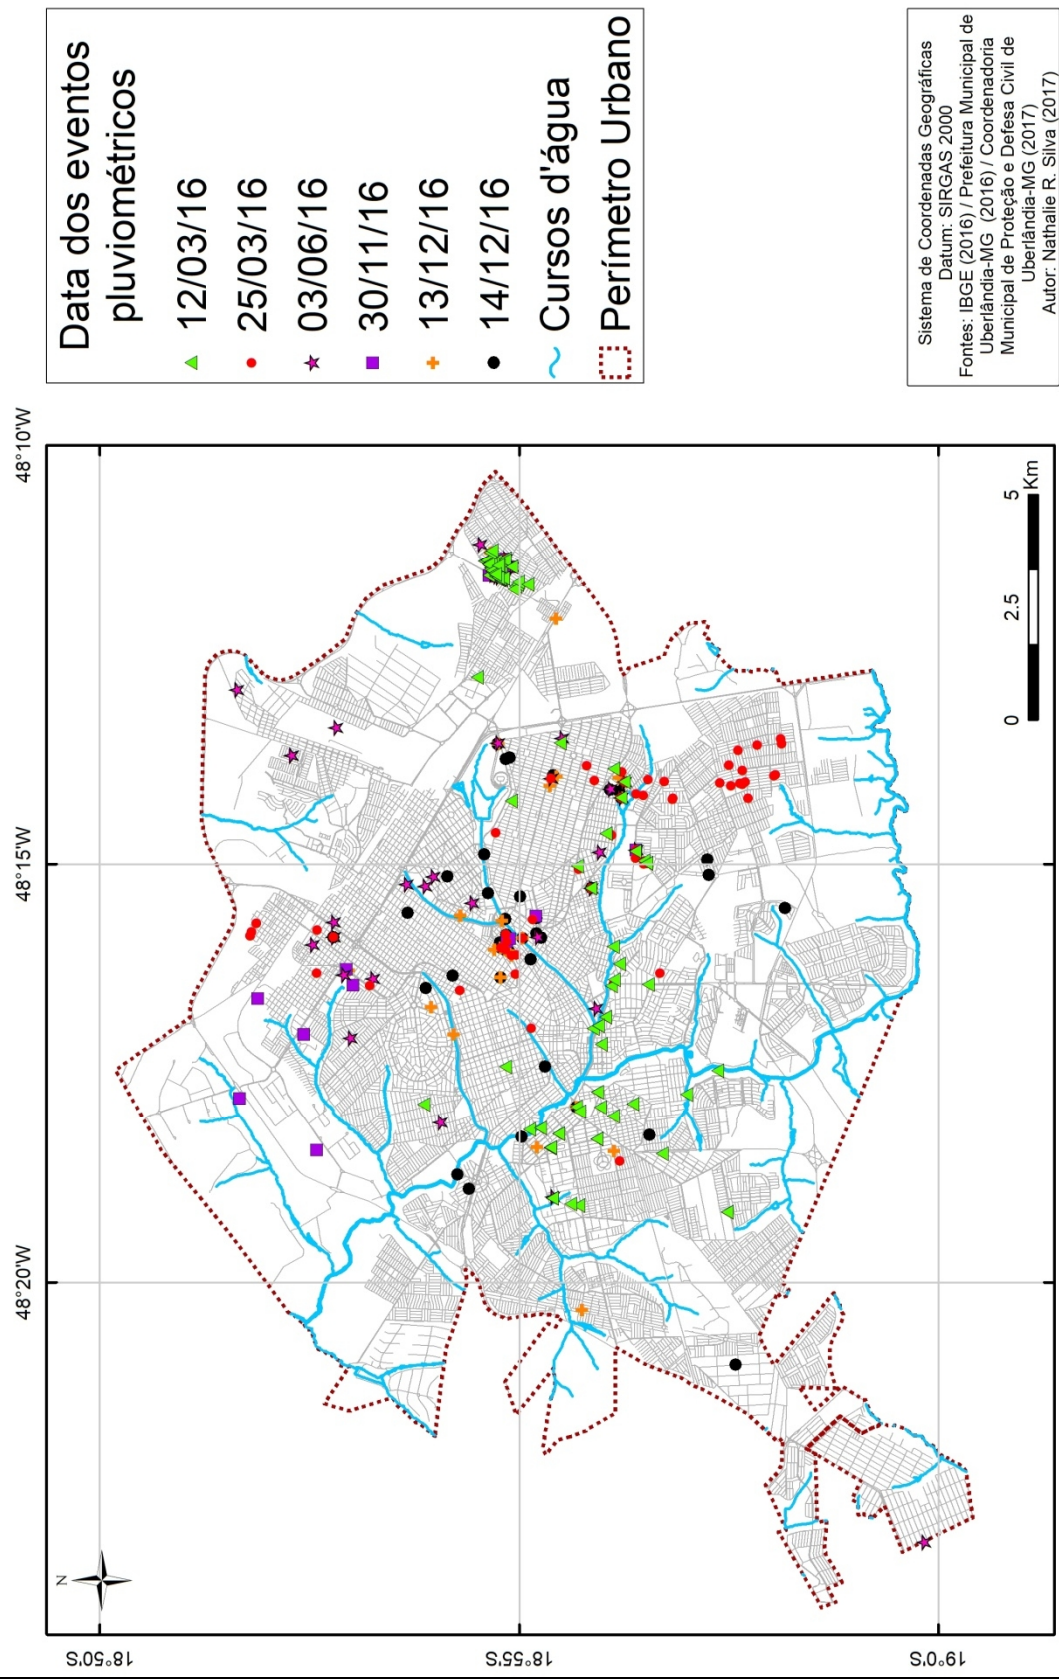 Data dos eventos
pluviométricos
12/03/16
25/03/16
03/06/16
30/11/16
13/12/16
14/12/16
Cursos d'água
Perímetro Urbano
48°20'W
48°15'W
48°10'W
18°50'S
18°55'S
19°0'S
N
0 2.5 5
Km
Sistema de Coordenadas Geográficas
Datum: SIRGAS 2000
Fontes: IBGE (2016) / Prefeitura Municipal de
Uberlândia-MG (2016) / Coordenadoria
Municipal de Proteção e Defesa Civil de
Uberlândia-MG (2017)
Autor: Nathalie R. Silva (2017)